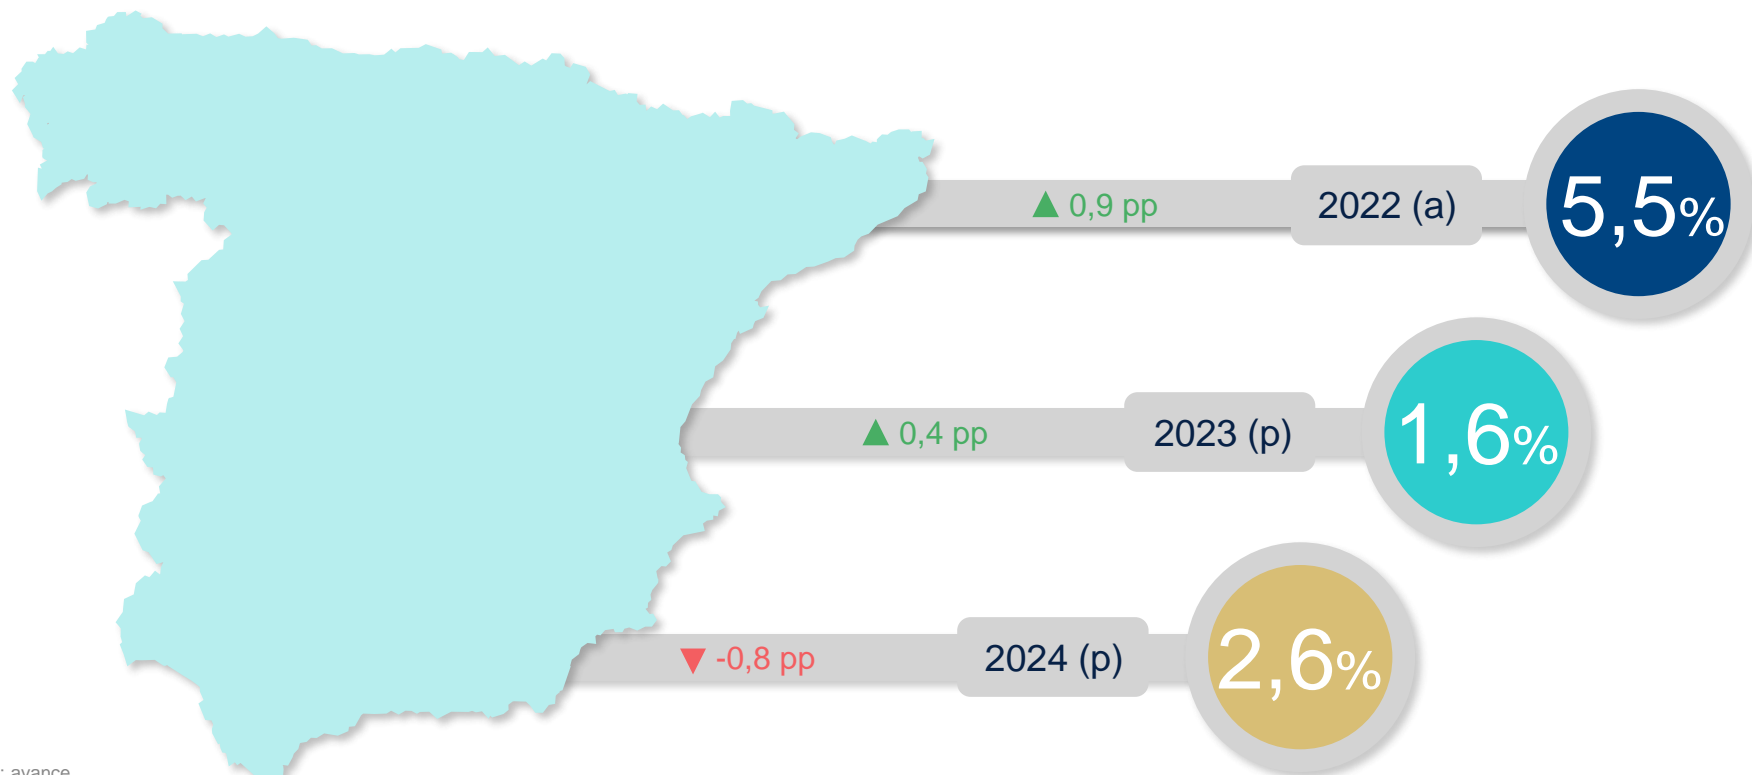 ▲ 0,9 pp 2022 (a) 5,5%
▲ 0,4 pp 2023 (p) 1,6%
▼ -0,8 pp 2024 (p) 2,6%
: avance